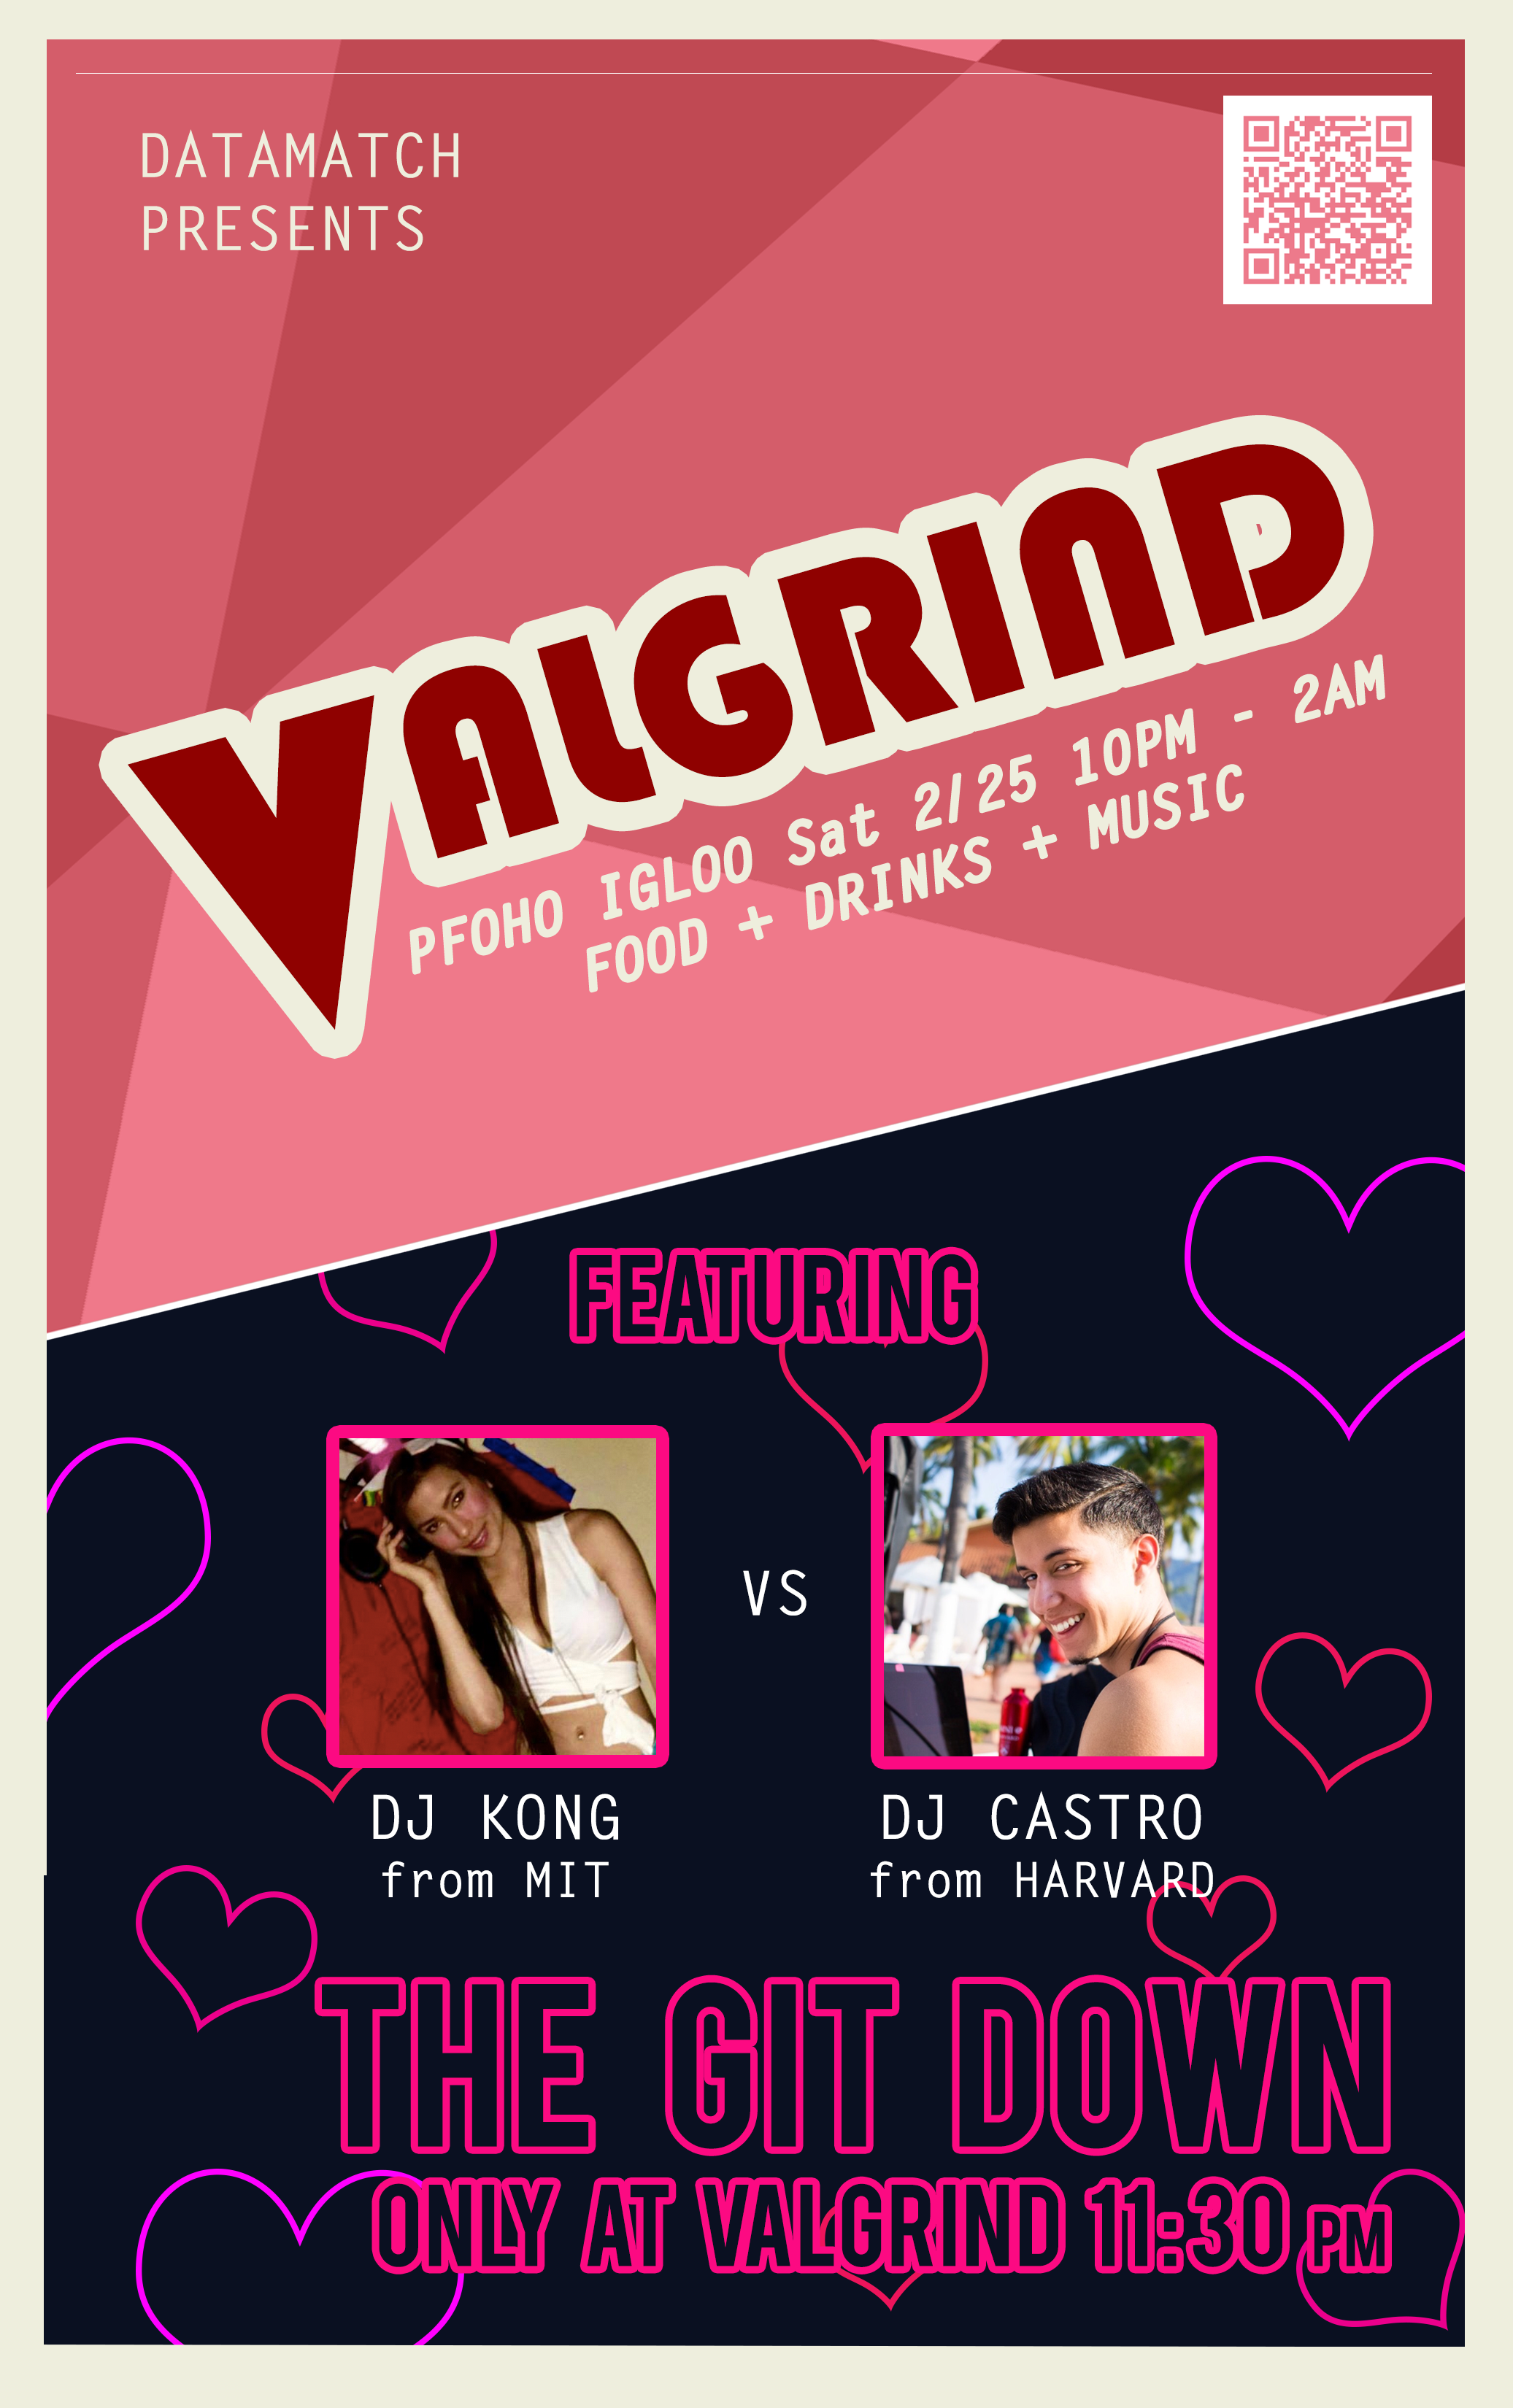 DATAMATCH
PRESENTS
VALGRIND
PFOHO IGLOO Sat 2/25 10PM - 2AM
FOOD + DRINKS + MUSIC
FEATURING
VS
DJ KONG
from MIT
DJ CASTRO
from HARVARD
THE GIT DOWN
ONLY AT VALGRIND 11:30 PM